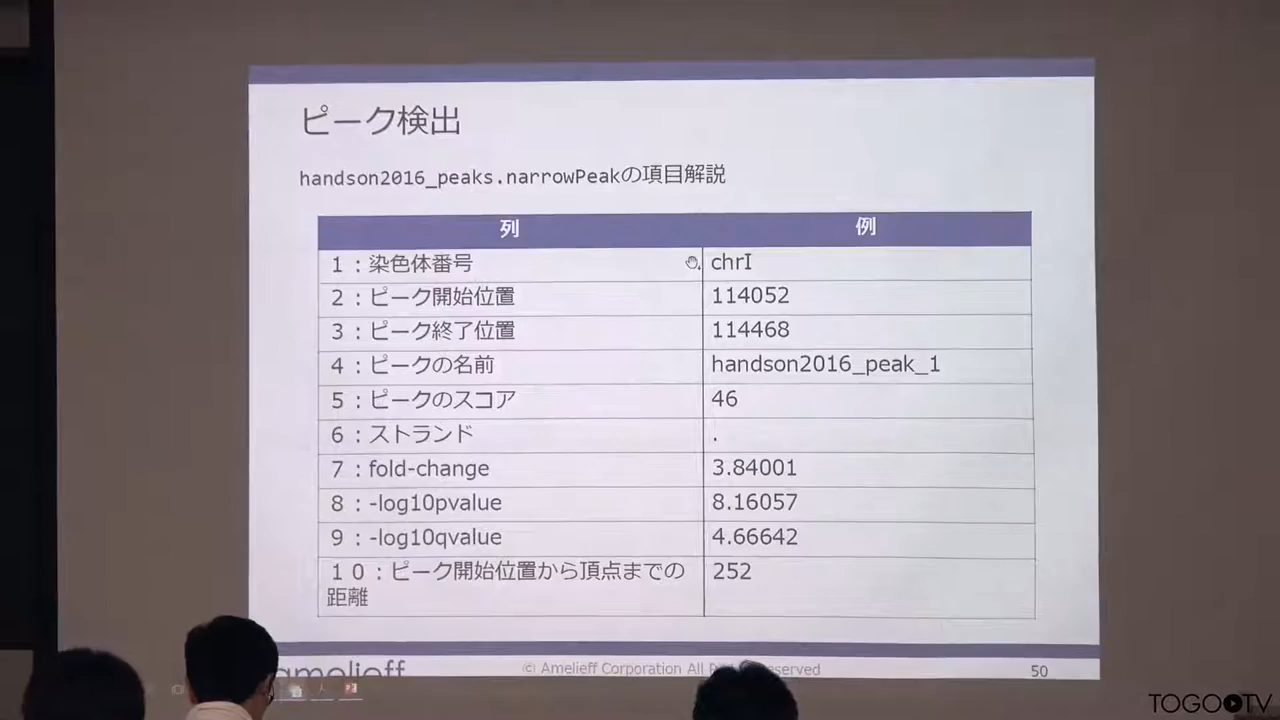 ピーク検出
handson2016_peaks.narrowPeakの項目解説
列 例
1：染色体番号 chrI
2：ピーク開始位置 114052
3：ピーク終了位置 114468
4：ピークの名前 handson2016_peak_1
5：ピークのスコア 46
6：ストランド .
7：fold-change 3.84001
8：-log10pvalue 8.16057
9：-log10qvalue 4.66642
10：ピーク開始位置から頂点までの 252
距離
amelieff © Amelieff Corporation All 50
TOGOTV